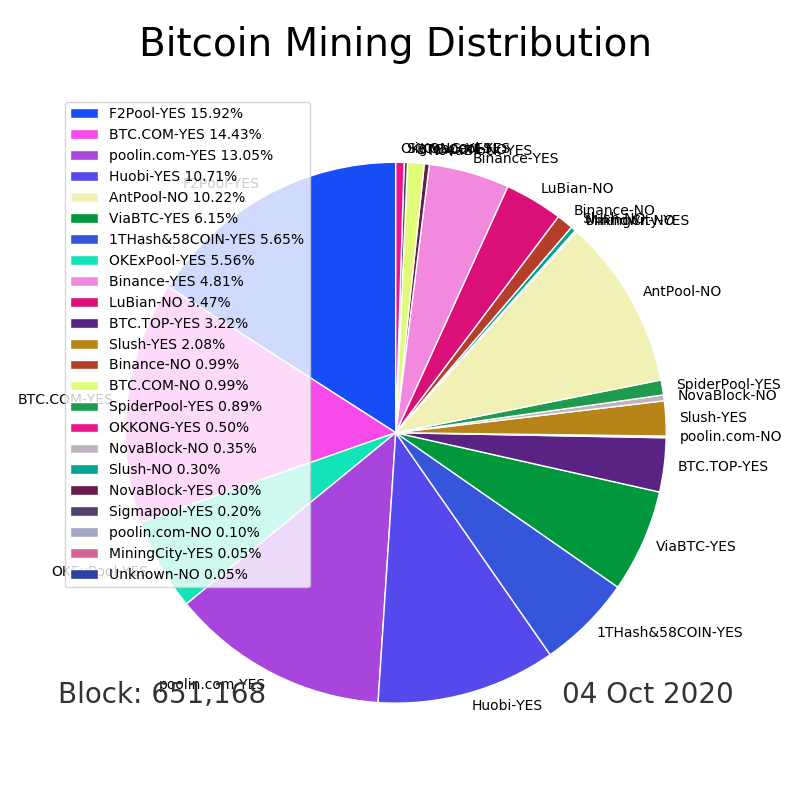 Bitcoin Mining Distribution
F2Pool-YES 15.92%
BTC.COM-YES 14.43%
poolin.com-YES 13.05%
Huobi-YES 10.71%
AntPool-NO 10.22%
ViaBTC-YES 6.15%
1THash&58COIN-YES 5.65%
OKExPool-YES 5.56%
Binance-YES 4.81%
LuBian-NO 3.47%
BTC.TOP-YES 3.22%
Slush-YES 2.08%
Binance-NO 0.99%
BTC.COM-NO 0.99%
SpiderPool-YES 0.89%
OKKONG-YES 0.50%
NovaBlock-NO 0.35%
Slush-NO 0.30%
NovaBlock-YES 0.30%
Sigmapool-YES 0.20%
poolin.com-NO 0.10%
MiningCity-YES 0.05%
Unknown-NO 0.05%
Binance-YES
LuBian-NO
Binance-NO
AntPool-NO
SpiderPool-YES
NovaBlock-NO
Slush-YES
poolin.com-NO
BTC.TOP-YES
ViaBTC-YES
1THash&58COIN-YES
Huobi-YES
poolin.com-YES
OKExPool-YES
BTC.COM-YES
F2Pool-YES
Block: 651,168
04 Oct 2020